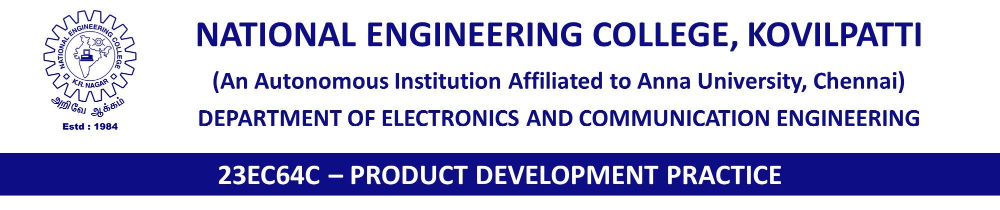 NATIONAL ENGINEERING COLLEGE
K.R. NAGAR
அறிவே ஆக்கம்
Estd : 1984
NATIONAL ENGINEERING COLLEGE, KOVILPATTI
(An Autonomous Institution Affiliated to Anna University, Chennai)
DEPARTMENT OF ELECTRONICS AND COMMUNICATION ENGINEERING
23EC64C – PRODUCT DEVELOPMENT PRACTICE